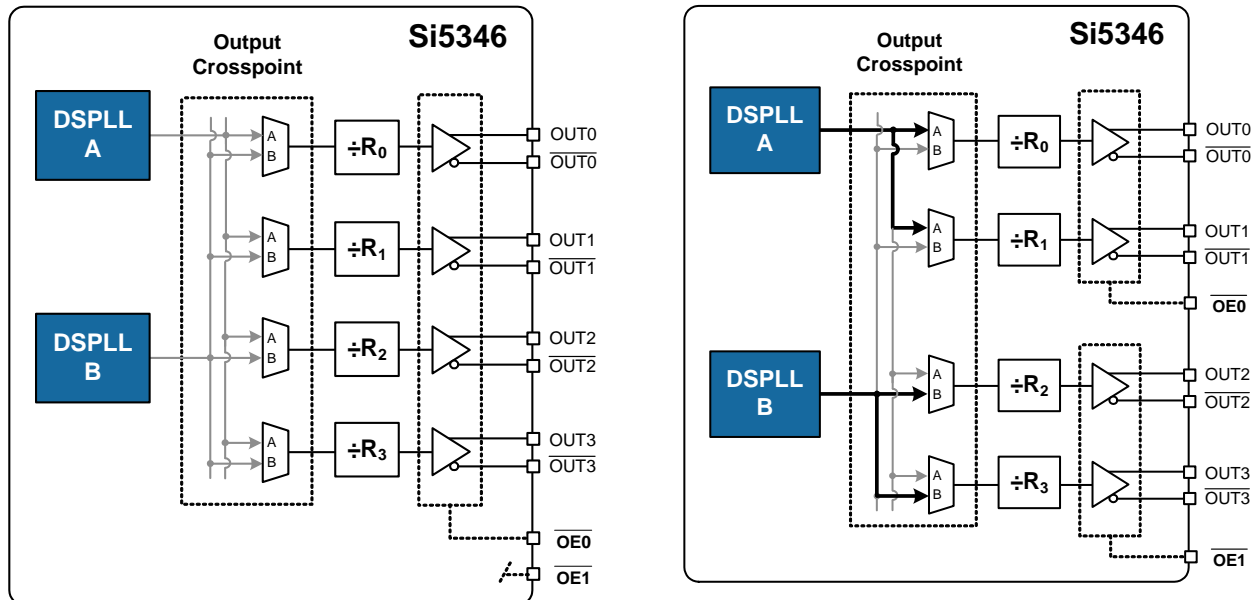 Si5346
Output
Crosspoint
DSPLL
A
A
B
÷R0
OUT0
OUT0
A
B
÷R1
OUT1
OUT1
DSPLL
B
A
B
÷R2
OUT2
OUT2
A
B
÷R3
OUT3
OUT3
OE0
OE1
Si5346
Output
Crosspoint
DSPLL
A
A
B
÷R0
OUT0
OUT0
A
B
÷R1
OUT1
OUT1
OE0
DSPLL
B
A
B
÷R2
OUT2
OUT2
A
B
÷R3
OUT3
OUT3
OE1